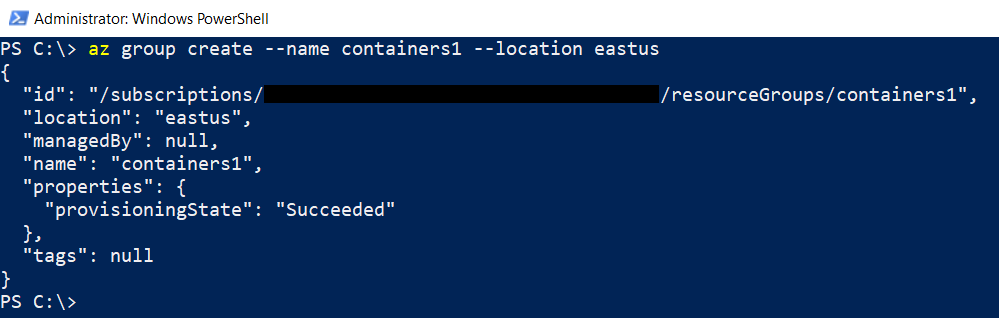 Administrator: Windows PowerShell
PS C:\> az group create --name containers1 --location eastus
{
  "id": "/subscriptions/ /resourceGroups/containers1",
  "location": "eastus",
  "managedBy": null,
  "name": "containers1",
  "properties": {
    "provisioningState": "Succeeded"
  },
  "tags": null
}
PS C:\>